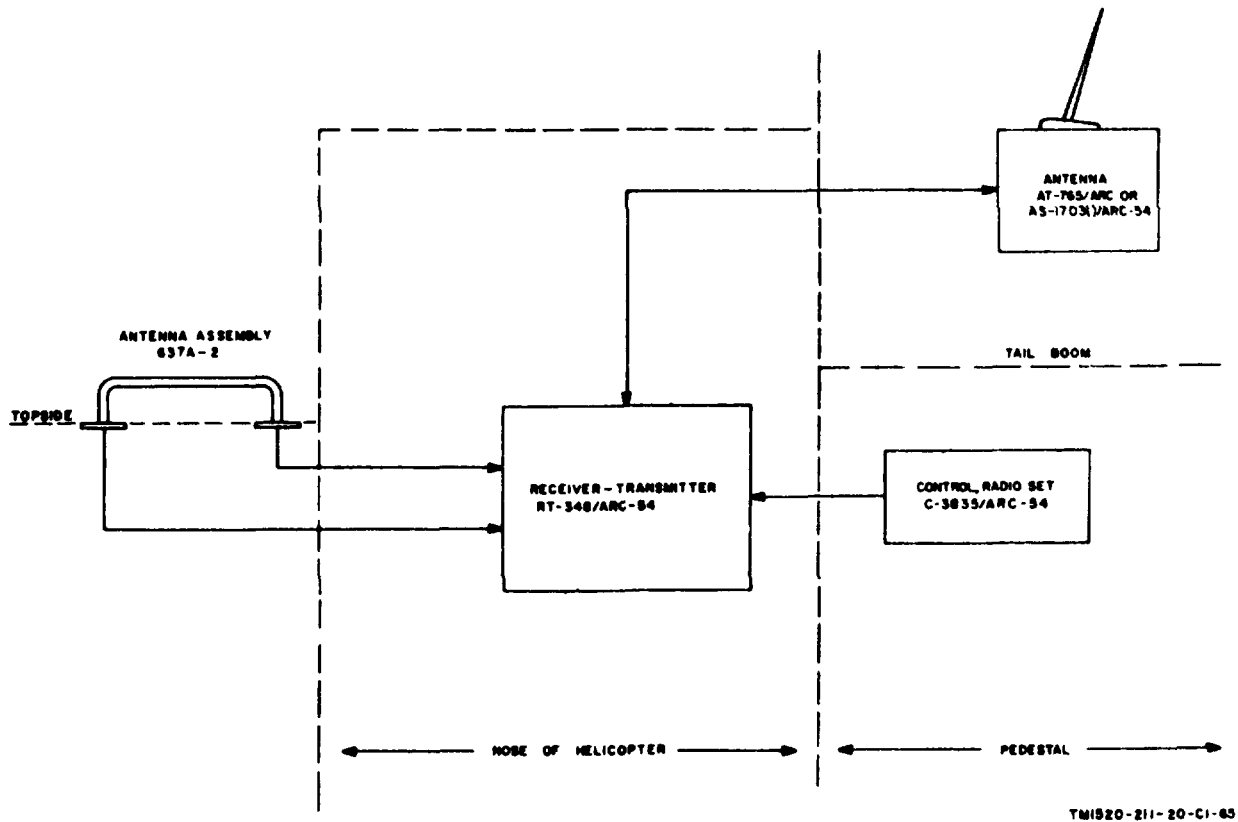 ANTENNA
AT-765/ARC OR
AS-1703()/ARC-54
ANTENNA ASSEMBLY
637A-2
TAIL BOOM
TOPSIDE
RECEIVER-TRANSMITTER
RT-348/ARC-54
CONTROL, RADIO SET
C-3835/ARC-54
NOSE OF HELICOPTER
PEDESTAL
TM1520-211-20-C1-65